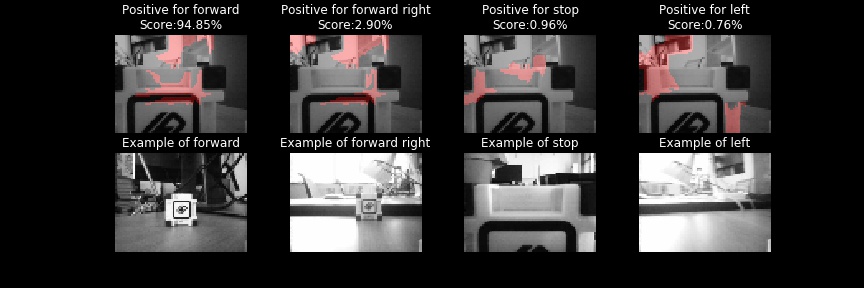 Positive for forward
Score:94.85%
Positive for forward right
Score:2.90%
Positive for stop
Score:0.96%
Positive for left
Score:0.76%
Example of forward
Example of forward right
Example of stop
Example of left